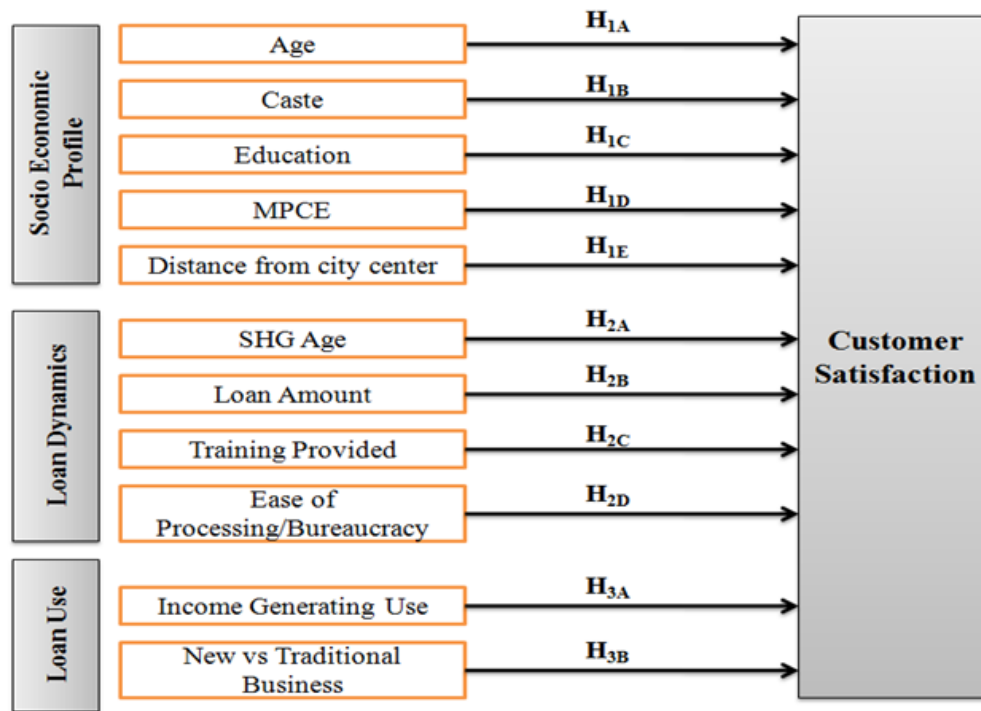 Socio Economic
Profile
Age
H1A
Caste
H1B
Education
H1C
MPCE
H1D
Distance from city center
H1E
Loan Dynamics
SHG Age
H2A
Loan Amount
H2B
Training Provided
H2C
Ease of
Processing/Bureaucracy
H2D
Loan Use
Income Generating Use
H3A
New vs Traditional
Business
H3B
Customer
Satisfaction